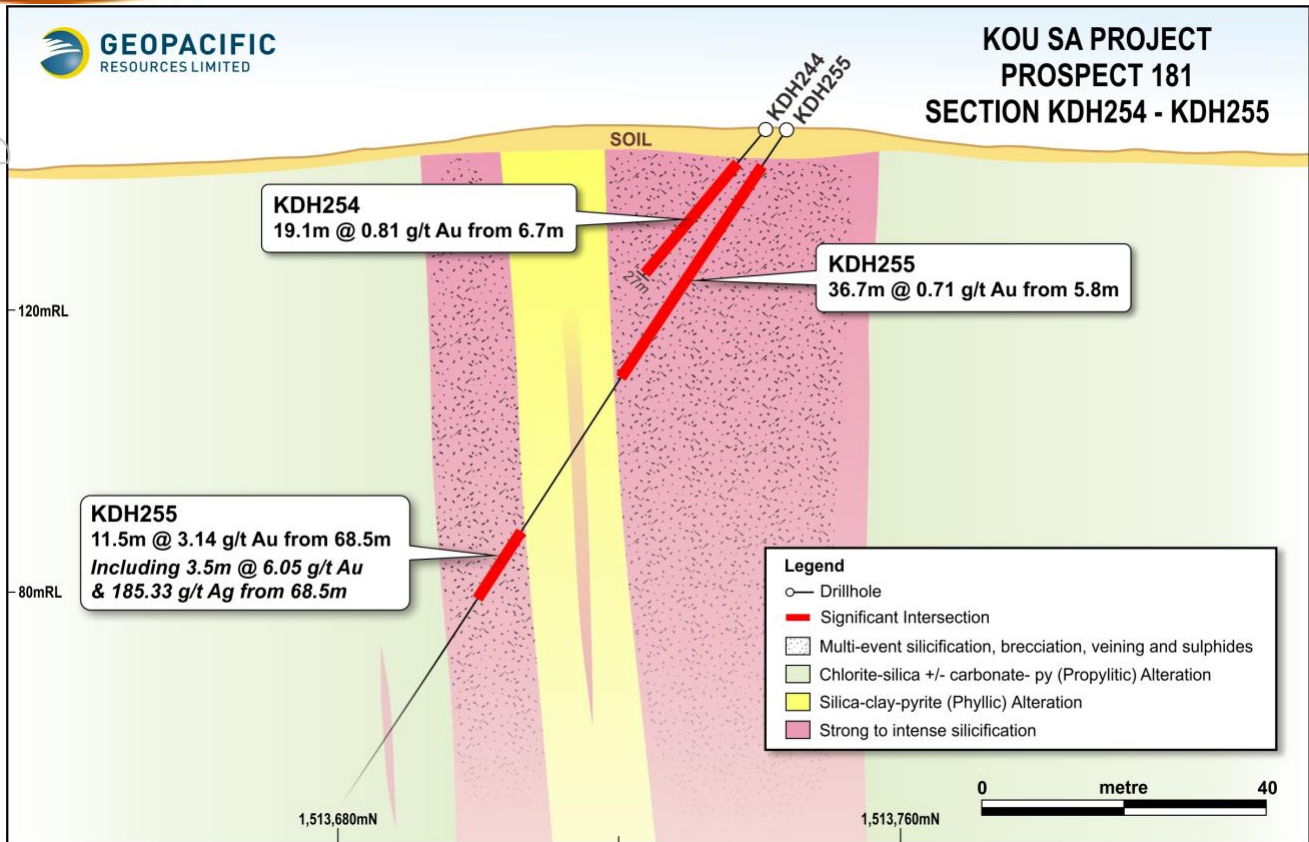 GEOPACIFIC
RESOURCES LIMITED
KOU SA PROJECT
PROSPECT 181
SECTION KDH254 - KDH255
KDH244
KDH255
SOIL
KDH254
19.1m @ 0.81 g/t Au from 6.7m
27m
KDH255
36.7m @ 0.71 g/t Au from 5.8m
120mRL
KDH255
11.5m @ 3.14 g/t Au from 68.5m
Including 3.5m @ 6.05 g/t Au
& 185.33 g/t Ag from 68.5m
80mRL
Legend
Drillhole
Significant Intersection
Multi-event silicification, brecciation, veining and sulphides
Chlorite-silica +/- carbonate- py (Propylitic) Alteration
Silica-clay-pyrite (Phyllic) Alteration
Strong to intense silicification
0 metre 40
1,513,680mN
1,513,760mN